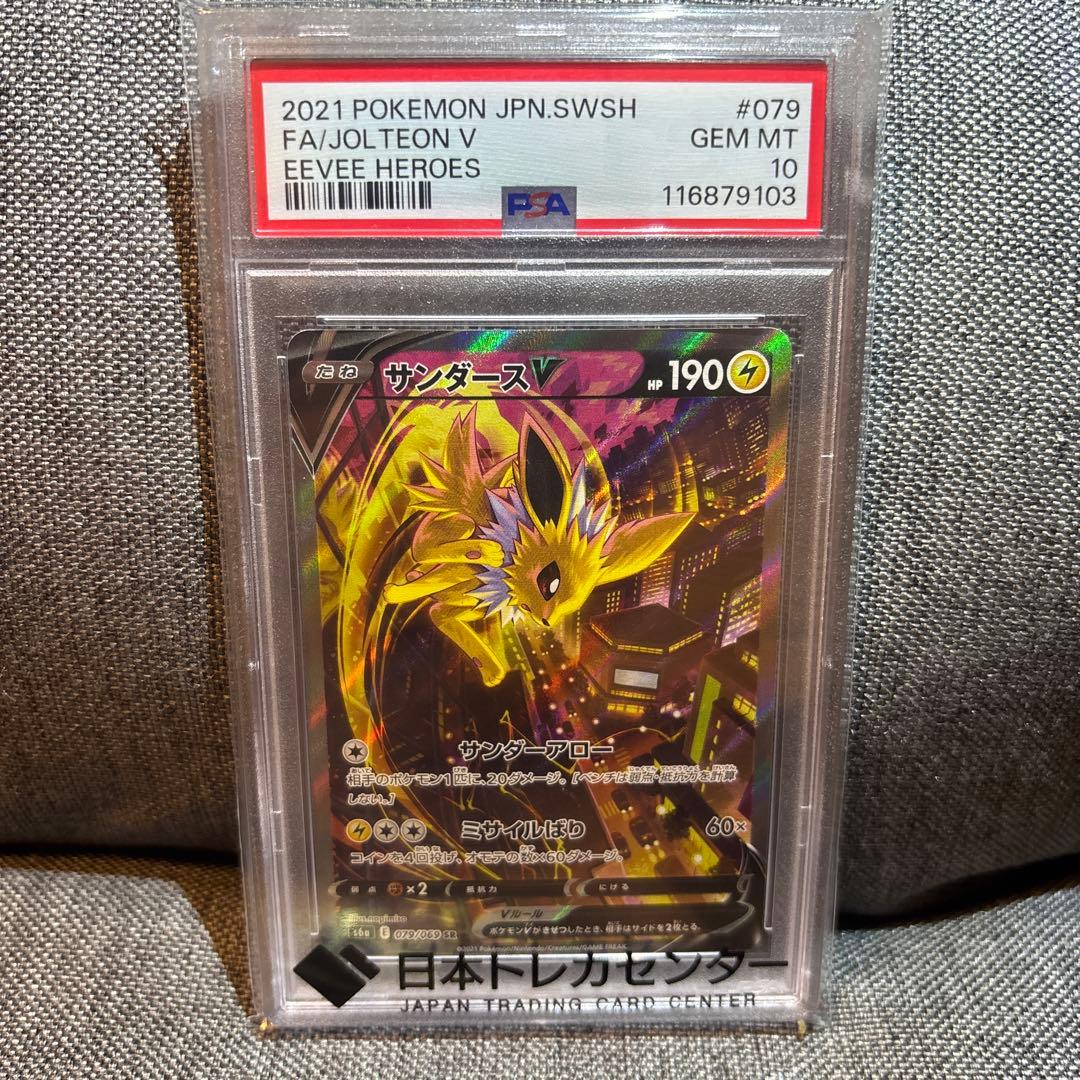 2021 POKEMON JPN.SWSH #079
FA/JOLTEON V GEM MT
EEVEE HEROES 10
PSA 116879103
たね サンダースV HP 190
サンダーアロー
相手のポケモン1匹に、20ダメージ。[ベンチは弱点・抵抗力を計算
しない。]
ミサイルばり 60×
コインを4回投げ、オモテの数×60ダメージ。
弱点 ×2 抵抗力 にげる
Vルール
ポケモンVがきぜつしたとき、相手はサイドを2枚とる。
illus.nagimiso
s6a E 079/069 SR
©2021 Pokémon/Nintendo/Creatures/GAME FREAK
日本トレカセンター
JAPAN TRADING CARD CENTER